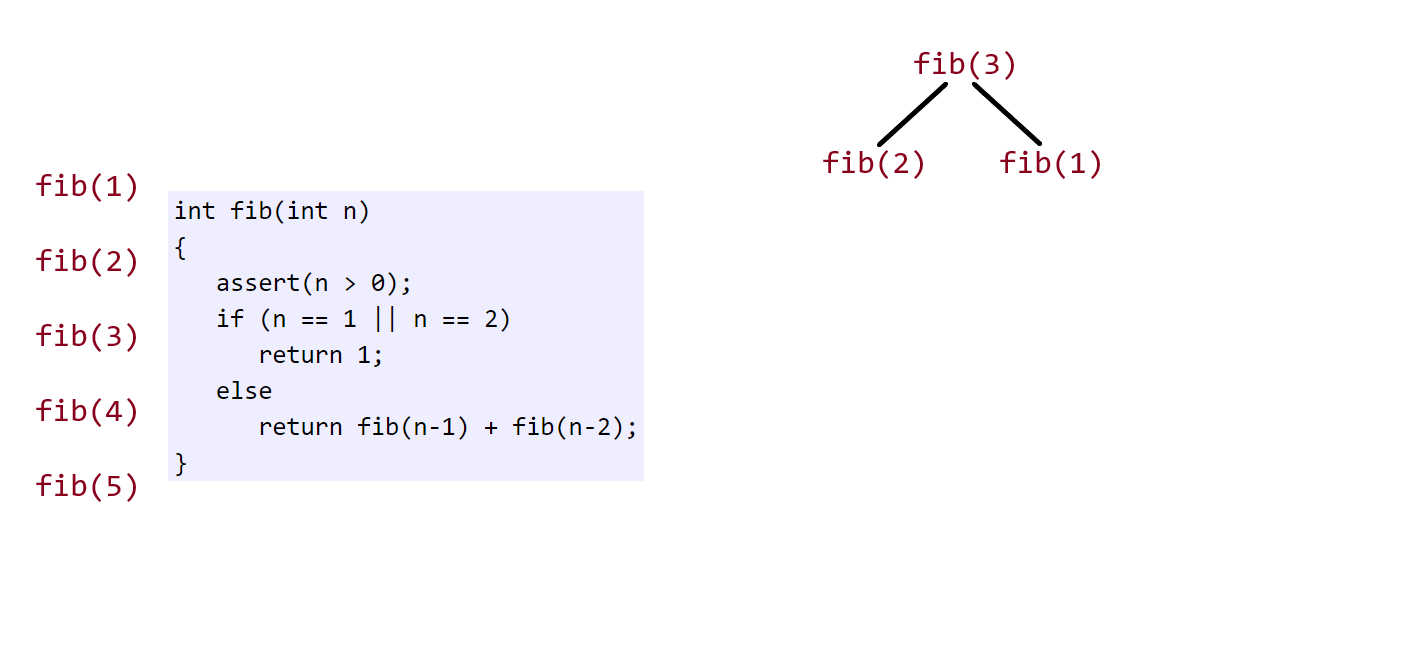 fib(1)
fib(2)
fib(3)
fib(4)
fib(5)
int fib(int n)
{
   assert(n > 0);
   if (n == 1 || n == 2)
      return 1;
   else
      return fib(n-1) + fib(n-2);
}
fib(3)
fib(2) fib(1)